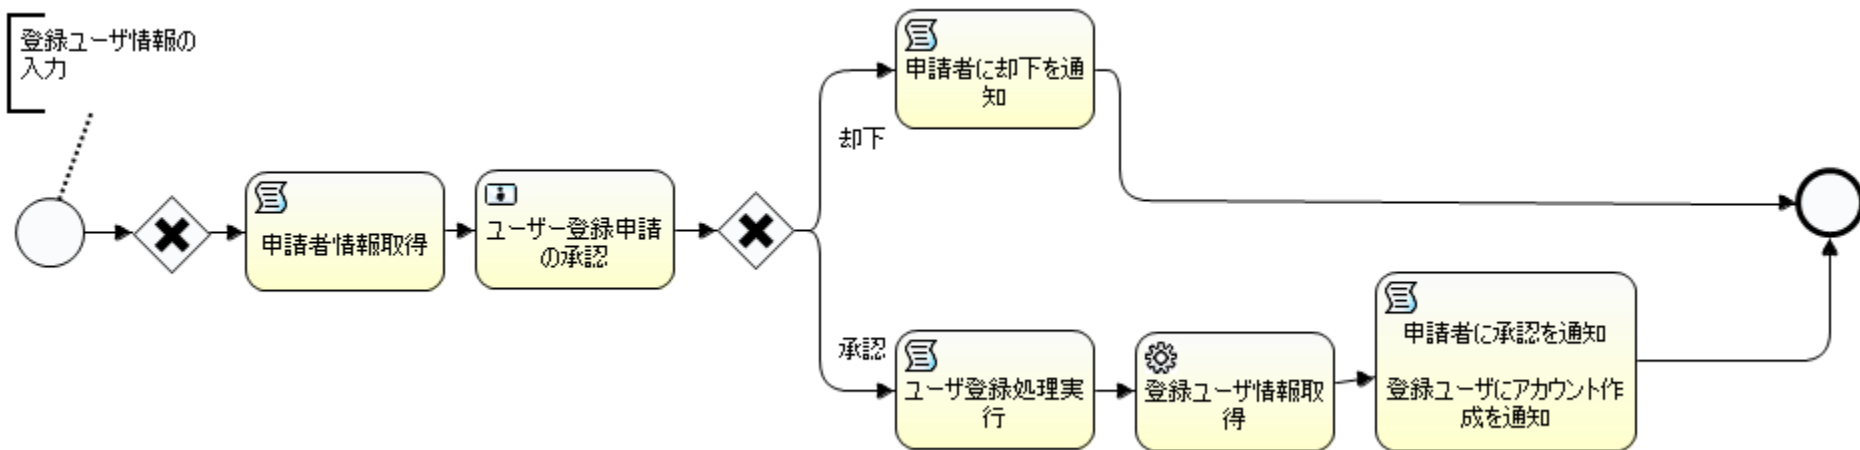 登録ユーザ情報の
入力
申請者情報取得
ユーザー登録申請
の承認
却下
申請者に却下を通
知
承認
ユーザ登録処理実
行
登録ユーザ情報取
得
申請者に承認を通知
登録ユーザにアカウント作
成を通知